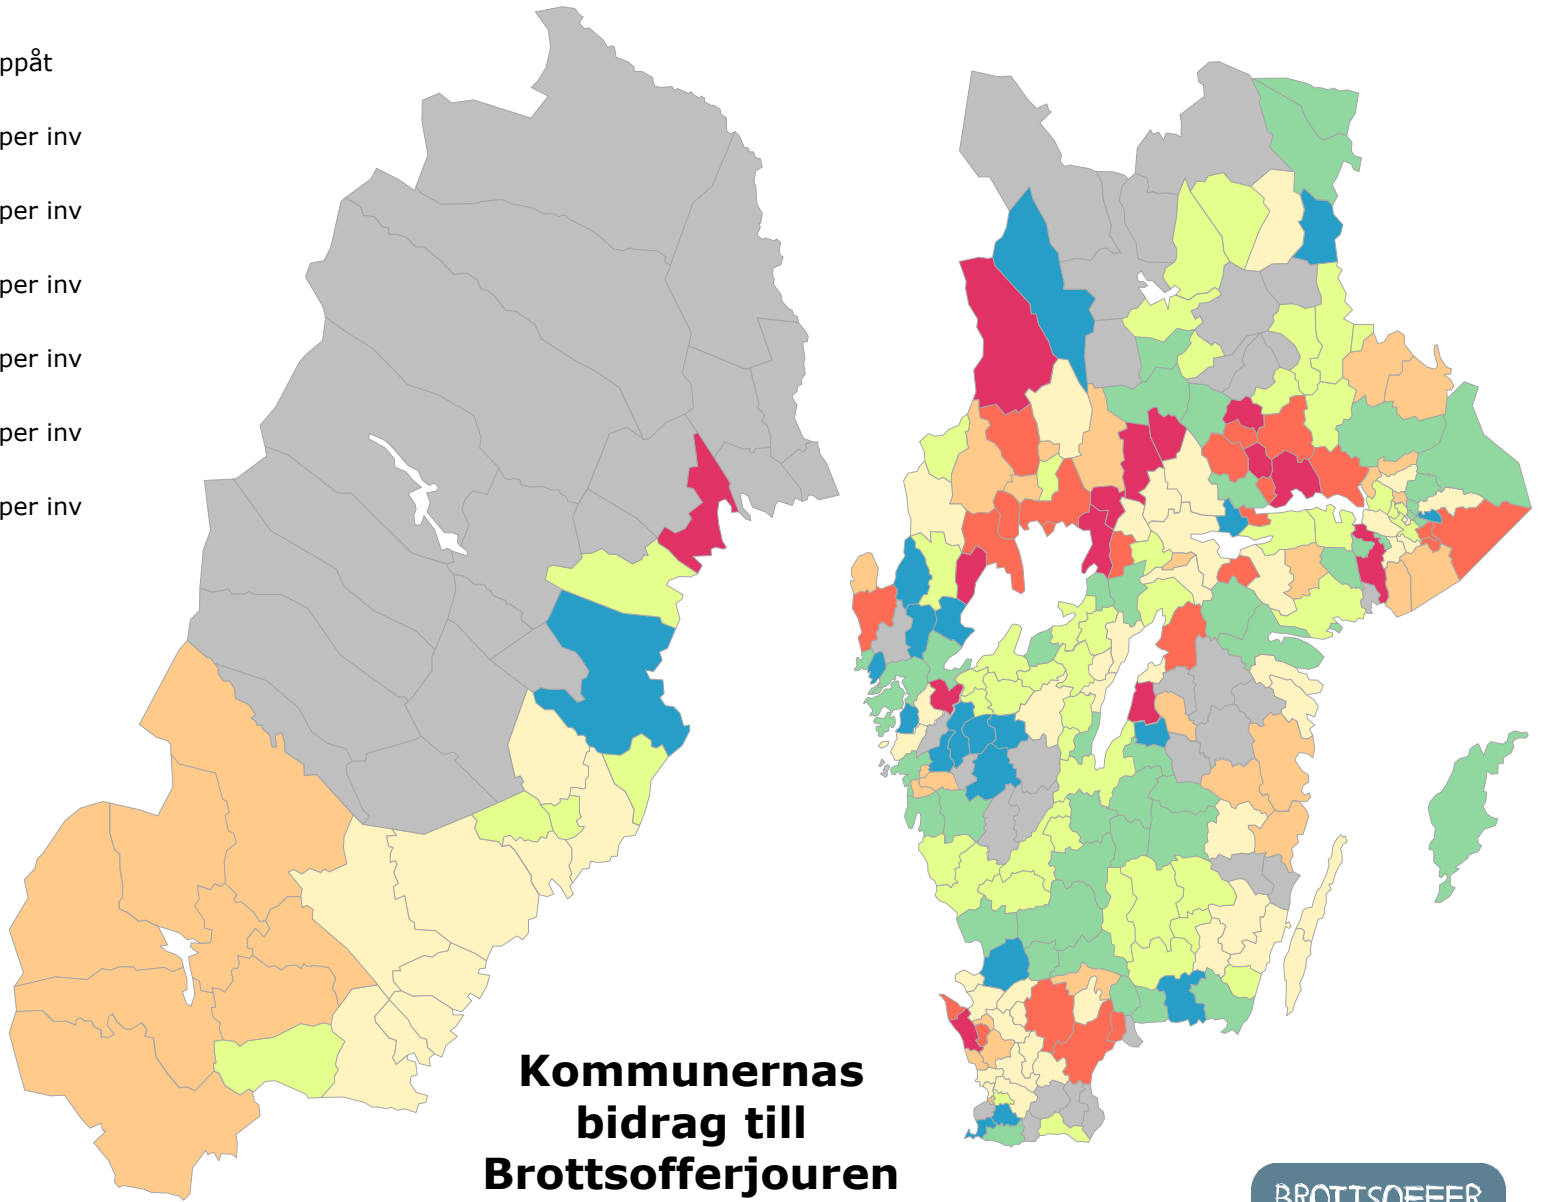 ppåt
per inv
per inv
per inv
per inv
per inv
per inv
Kommunernas
bidrag till
Brottsofferjouren
BROTTSOFFER